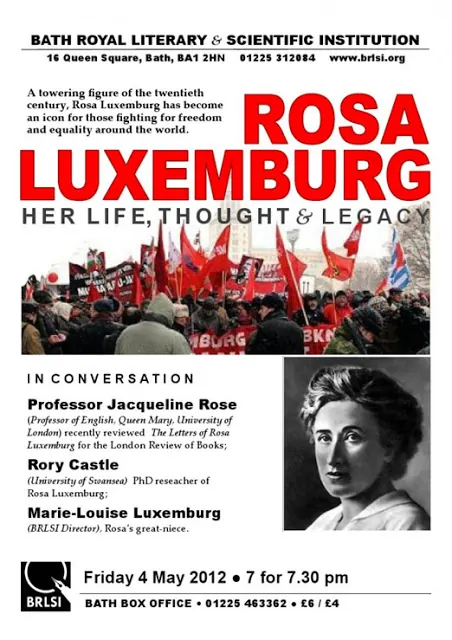 BATH ROYAL LITERARY & SCIENTIFIC INSTITUTION
16 Queen Square, Bath, BA1 2HN 01225 312084 www.brlsi.org
A towering figure of the twentieth
century, Rosa Luxemburg has become
an icon for those fighting for freedom
and equality around the world.
ROSA
LUXEMBURG
HER LIFE, THOUGHT & LEGACY
BURG
BKN
IN CONVERSATION
Professor Jacqueline Rose
(Professor of English, Queen Mary, University of
London) recently reviewed The Letters of Rosa
Luxemburg for the London Review of Books;
Rory Castle
(University of Swansea) PhD reseacher of
Rosa Luxemburg;
Marie-Louise Luxemburg
(BRLSI Director), Rosa's great-niece.
BRLSI
Friday 4 May 2012 ● 7 for 7.30 pm
BATH BOX OFFICE • 01225 463362 ● £6 / £4